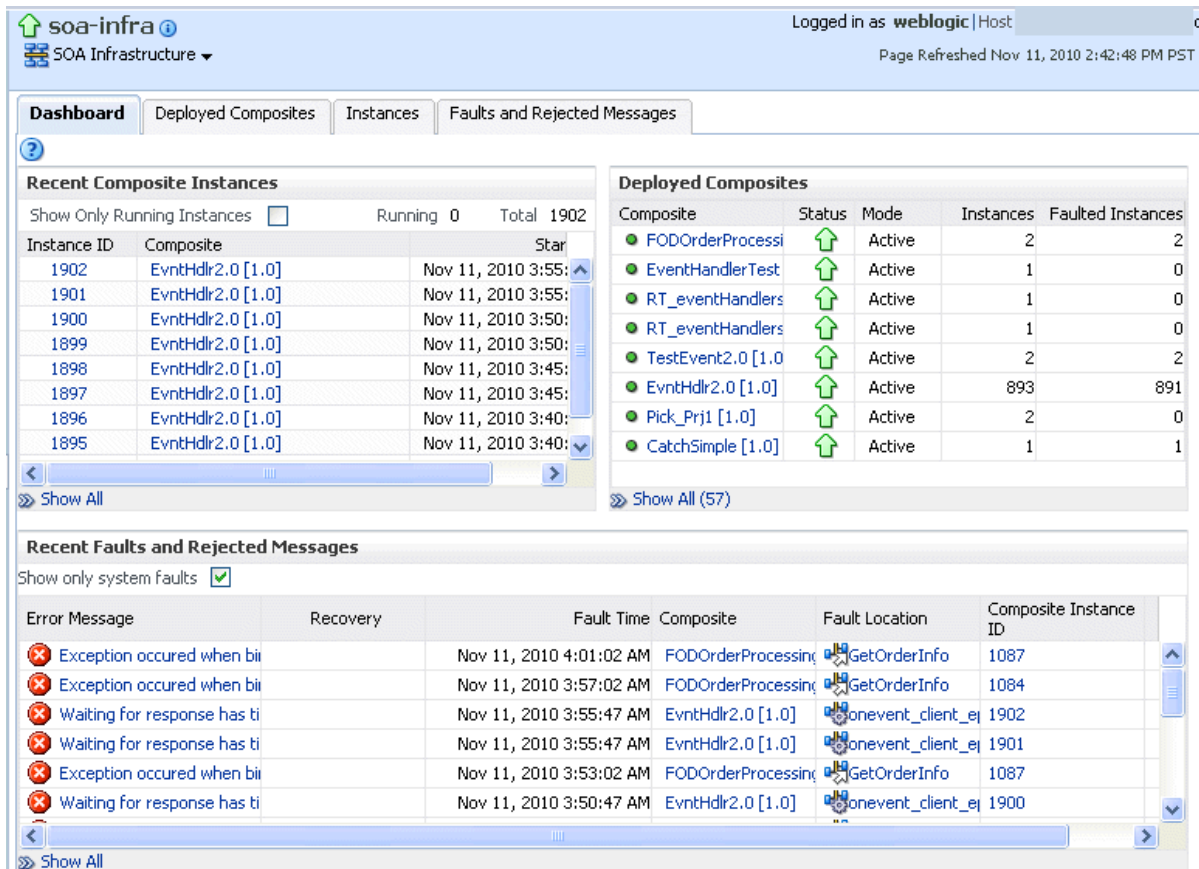 soa-infra
Logged in as weblogic|Host
SOA Infrastructure
Page Refreshed Nov 11, 2010 2:42:48 PM PST
Dashboard Deployed Composites Instances Faults and Rejected Messages
Recent Composite Instances
Show Only Running Instances Running 0 Total 1902
Instance ID Composite Star
1902 EvntHdlr2.0 [1.0] Nov 11, 2010 3:55:
1901 EvntHdlr2.0 [1.0] Nov 11, 2010 3:55:
1900 EvntHdlr2.0 [1.0] Nov 11, 2010 3:50:
1899 EvntHdlr2.0 [1.0] Nov 11, 2010 3:50:
1898 EvntHdlr2.0 [1.0] Nov 11, 2010 3:45:
1897 EvntHdlr2.0 [1.0] Nov 11, 2010 3:45:
1896 EvntHdlr2.0 [1.0] Nov 11, 2010 3:40:
1895 EvntHdlr2.0 [1.0] Nov 11, 2010 3:40:
Show All
Deployed Composites
Composite Status Mode Instances Faulted Instances
FODOrderProcessi Active 2 2
EventHandlerTest Active 1 0
RT_eventHandlers Active 1 0
RT_eventHandlers Active 1 0
TestEvent2.0 [1.0 Active 2 2
EvntHdlr2.0 [1.0] Active 893 891
Pick_Prj1 [1.0] Active 2 0
CatchSimple [1.0] Active 1 1
Show All (57)
Recent Faults and Rejected Messages
Show only system faults
Error Message Recovery Fault Time Composite Fault Location Composite Instance ID
Exception occured when bin Nov 11, 2010 4:01:02 AM FODOrderProcessing GetOrderInfo 1087
Exception occured when bin Nov 11, 2010 3:57:02 AM FODOrderProcessing GetOrderInfo 1084
Waiting for response has ti Nov 11, 2010 3:55:47 AM EvntHdlr2.0 [1.0] onevent_client_ep 1902
Waiting for response has ti Nov 11, 2010 3:55:47 AM EvntHdlr2.0 [1.0] onevent_client_ep 1901
Exception occured when bin Nov 11, 2010 3:53:02 AM FODOrderProcessing GetOrderInfo 1087
Waiting for response has ti Nov 11, 2010 3:50:47 AM EvntHdlr2.0 [1.0] onevent_client_ep 1900
Show All